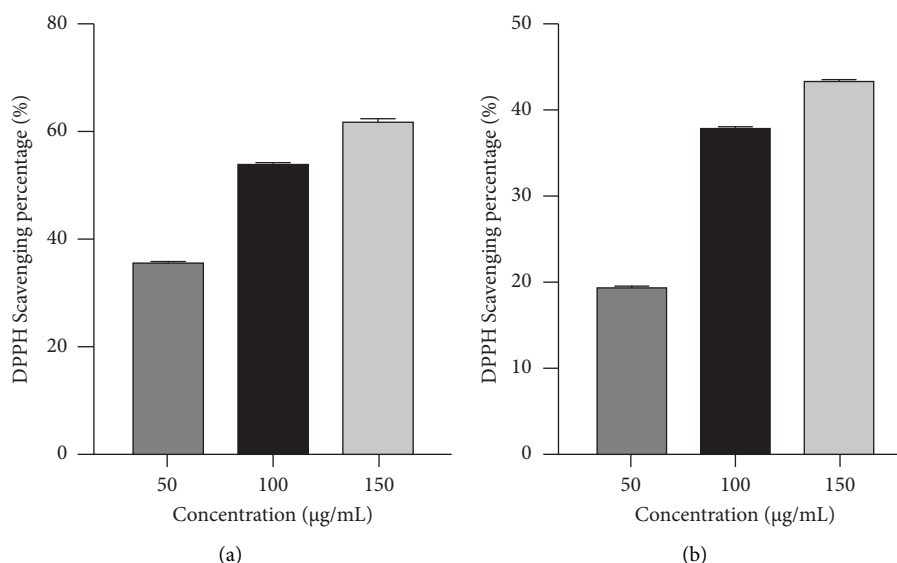 DPPH Scavenging percentage (%)
80
60
40
20
0
50 100 150
Concentration (µg/mL)
(a)
DPPH Scavenging percentage (%)
50
40
30
20
10
0
50 100 150
Concentration (µg/mL)
(b)